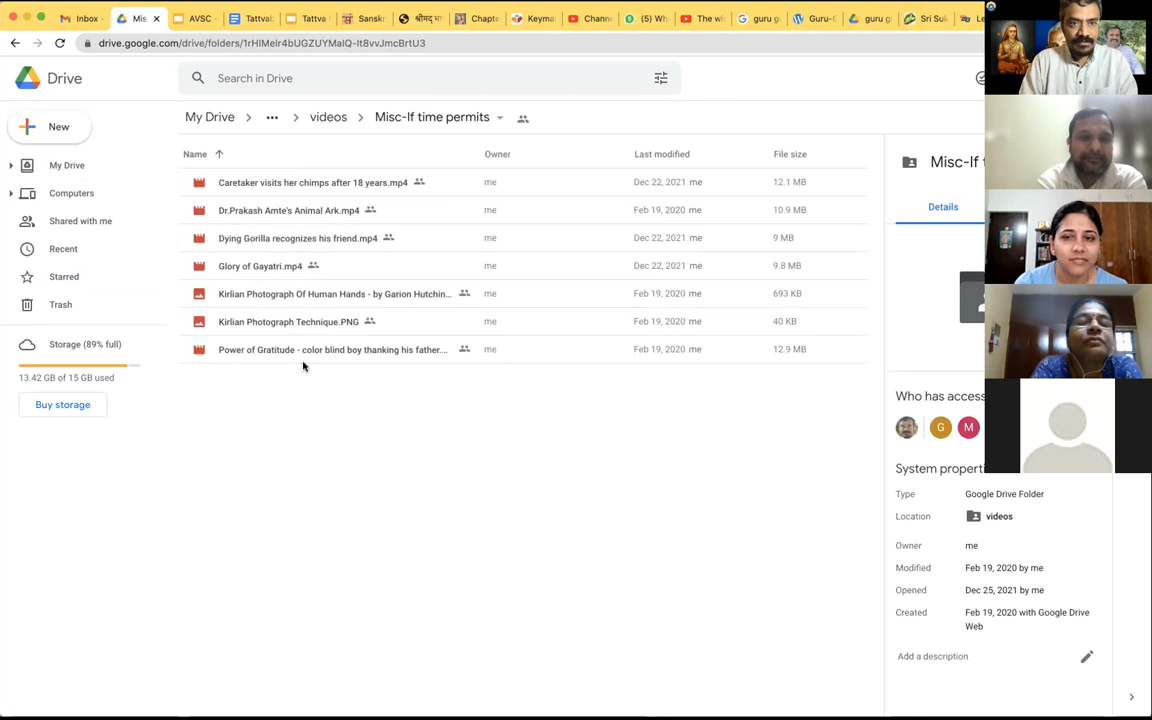 Inbox
Mis
AVSC
Tattval
Tattva
Sanskr
श्रीमद् भग
Chapte
Keyma
Chann
(5) Wh
The wi
guru g
Guru-G
guru gi
Sri Suk
Le
drive.google.com/drive/folders/1rHlMelr4bUGZUYMalQ-lt8vvJmcBrtU3
Drive
Search in Drive
New
My Drive
Computers
Shared with me
Recent
Starred
Trash
Storage (89% full)
13.42 GB of 15 GB used
Buy storage
My Drive > ... > videos > Misc-If time permits
Name Owner Last modified File size
Caretaker visits her chimps after 18 years.mp4 me Dec 22, 2021 me 12.1 MB
Dr.Prakash Amte's Animal Ark.mp4 me Feb 19, 2020 me 10.9 MB
Dying Gorilla recognizes his friend.mp4 me Dec 22, 2021 me 9 MB
Glory of Gayatri.mp4 me Dec 22, 2021 me 9.8 MB
Kirlian Photograph Of Human Hands - by Garion Hutchin... me Feb 19, 2020 me 693 KB
Kirlian Photograph Technique.PNG me Feb 19, 2020 me 40 KB
Power of Gratitude - color blind boy thanking his father.... me Feb 19, 2020 me 12.9 MB
Misc-If t
Details
Who has access
G
M
System properti
Type Google Drive Folder
Location videos
Owner me
Modified Feb 19, 2020 by me
Opened Dec 25, 2021 by me
Created Feb 19, 2020 with Google Drive
Web
Add a description